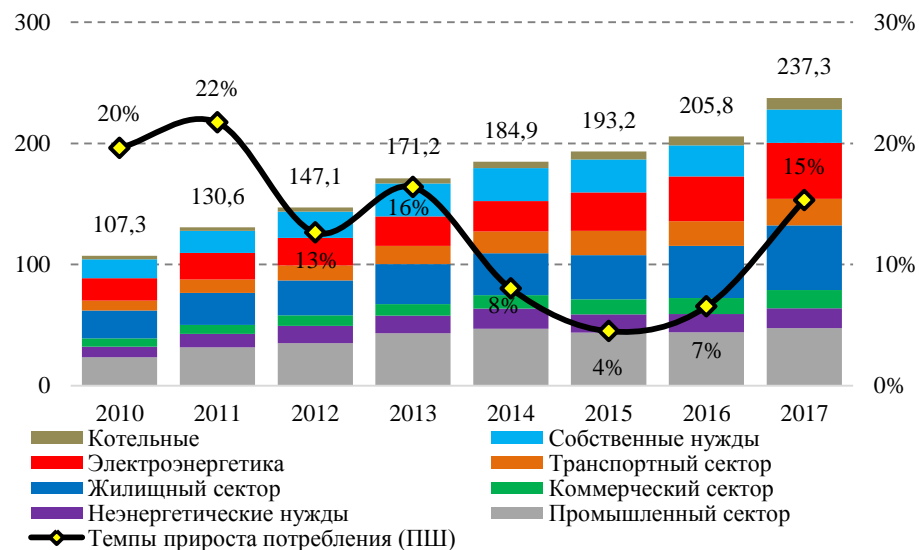 300
30%
237,3
22%
205,8
20%
193,2
184,9
171,2
200
20%
147,1
15%
130,6
16%
107,3
13%
100
10%
8%
7%
4%
0
0%
2010 2011 2012 2013 2014 2015 2016 2017
Котельные
Собственные нужды
Электроэнергетика
Транспортный сектор
Жилищный сектор
Коммерческий сектор
Неэнергетические нужды
Промышленный сектор
Темпы прироста потребления (ПШ)